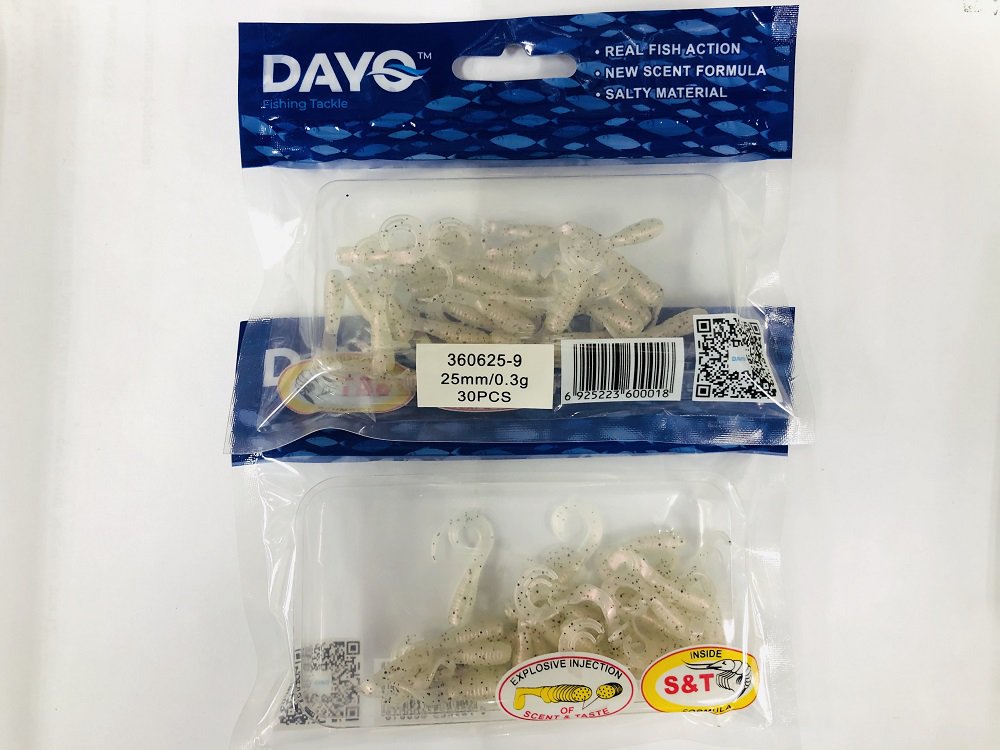 DAYO™
Fishing Tackle
• REAL FISH ACTION
• NEW SCENT FORMULA
• SALTY MATERIAL
360625-9
25mm/0.3g
30PCS
6 925223 600018
DAYO
D
EXPLOSIVE INJECTION
OF
SCENT & TASTE
INSIDE
S&T
FORMULA